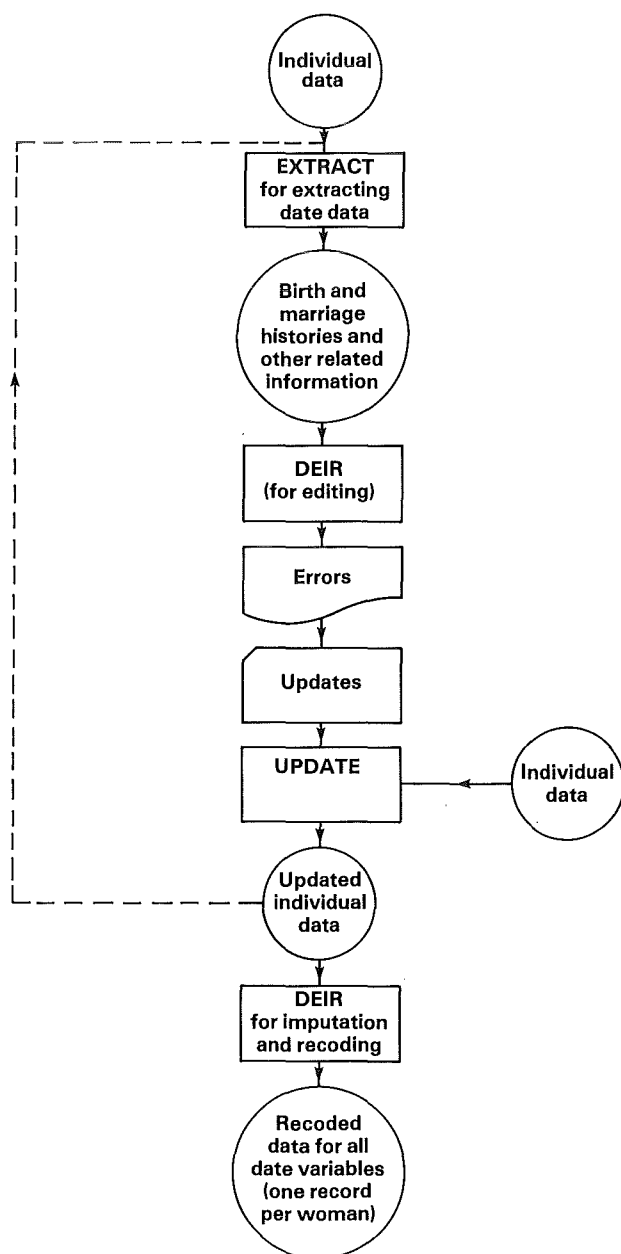 Individual
data
EXTRACT
for extracting
date data
Birth and
marriage
histories and
other related
information
DEIR
(for editing)
Errors
Updates
UPDATE
Individual
data
Updated
individual
data
DEIR
for imputation
and recoding
Recoded
data for all
date variables
(one record
per woman)